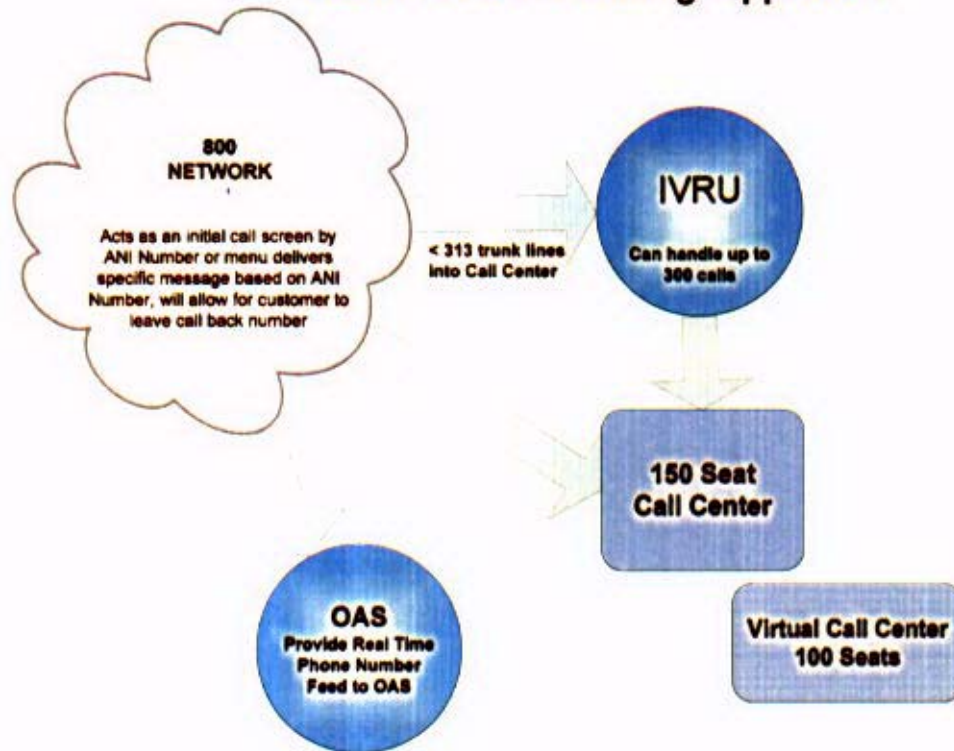 800
NETWORK
Acts as an initial call screen by
ANI Number or menu delivers
specific message based on ANI
Number, will allow for customer to
leave call back number
< 313 trunk lines
into Call Center
IVRU
Can handle up to
300 calls
150 Seat
Call Center
OAS
Provide Real Time
Phone Number
Feed to OAS
Virtual Call Center
100 Seats